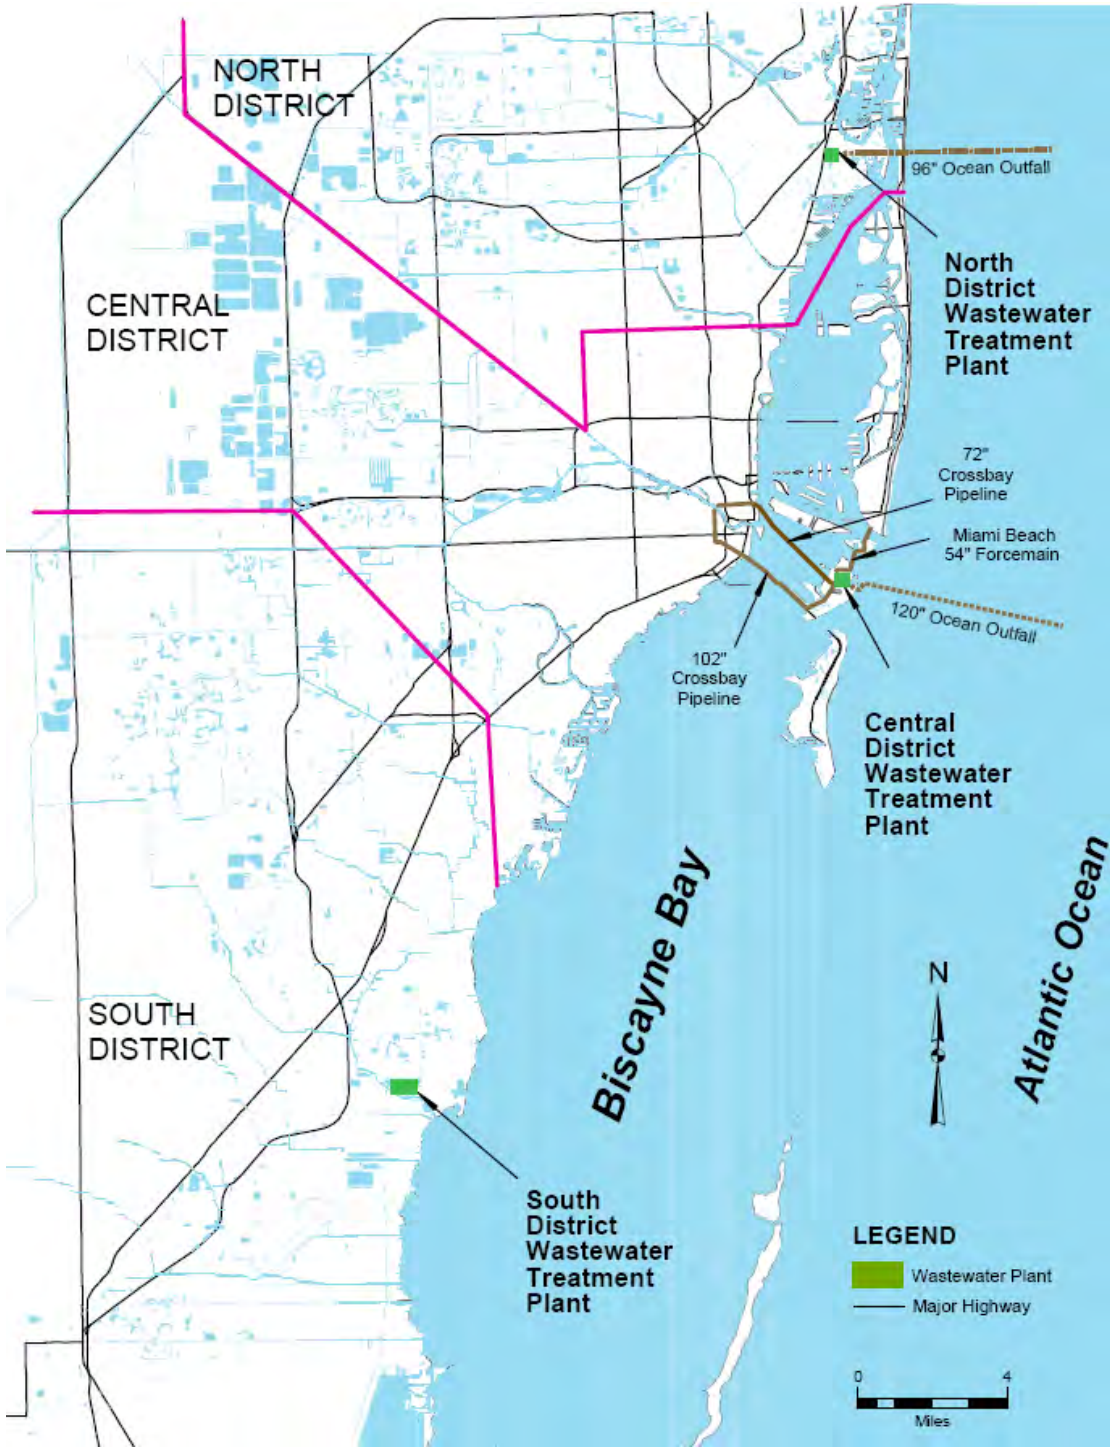 NORTH
DISTRICT
96" Ocean Outfall
North
District
Wastewater
Treatment
Plant
CENTRAL
DISTRICT
72"
Crossbay
Pipeline
Miami Beach
54" Forcemain
120" Ocean Outfall
102"
Crossbay
Pipeline
Central
District
Wastewater
Treatment
Plant
Biscayne Bay
Atlantic Ocean
N
SOUTH
DISTRICT
South
District
Wastewater
Treatment
Plant
LEGEND
Wastewater Plant
Major Highway
0 4
Miles